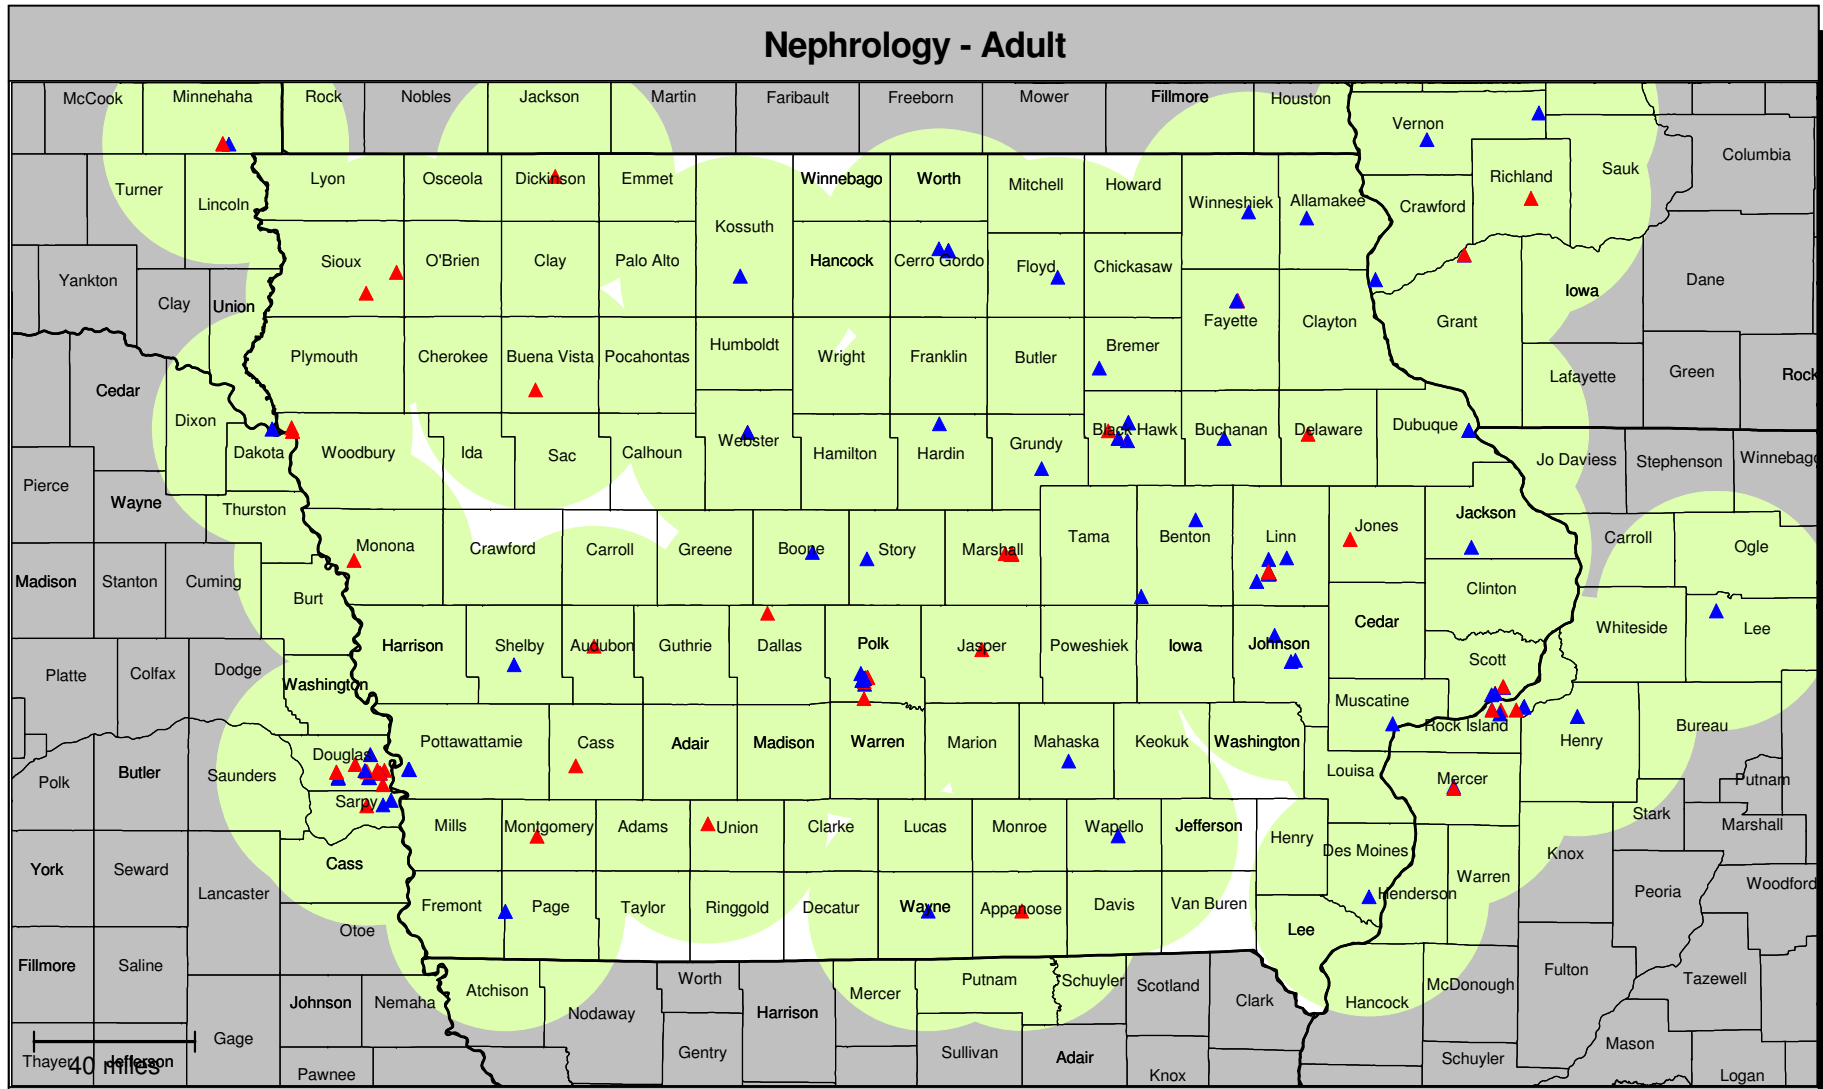 Nephrology - Adult
McCook Minnehaha Rock Nobles Jackson Martin Faribault Freeborn Mower Fillmore Houston
Vernon
Columbia
Sauk
Richland
Turner Lincoln Lyon Osceola Dickinson Emmet Winnebago Worth Mitchell Howard Winneshiek Allamakee Crawford
Kossuth
Yankton Clay Union Sioux O'Brien Clay Palo Alto Hancock Cerro Gordo Floyd Chickasaw Dane
Iowa
Fayette Clayton Grant
Cedar Plymouth Cherokee Buena Vista Pocahontas Humboldt Wright Franklin Butler Bremer Lafayette Green Rock
Dixon Dakota Woodbury Ida Sac Calhoun Webster Hamilton Hardin Grundy Black Hawk Buchanan Delaware Dubuque Jo Daviess Stephenson Winnebago
Pierce Wayne Thurston
Monona Crawford Carroll Greene Boone Story Marshall Tama Benton Linn Jones Jackson Carroll Ogle
Madison Stanton Cuming Burt Clinton
Harrison Shelby Audubon Guthrie Dallas Polk Jasper Poweshiek Iowa Johnson Cedar Scott Whiteside Lee
Platte Colfax Dodge Washington
Muscatine Rock Island Henry Bureau
Polk Butler Saunders Douglas Sarpy Pottawattamie Cass Adair Madison Warren Marion Mahaska Keokuk Washington Louisa Mercer Putnam
Stark Marshall
Mills Montgomery Adams Union Clarke Lucas Monroe Wapello Jefferson Henry Des Moines Knox
York Seward Cass Lancaster Warren Henderson Peoria Woodford
Fremont Page Taylor Ringgold Decatur Wayne Appanoose Davis Van Buren Lee
Otoe
Fillmore Saline Johnson Nemaha Atchison Nodaway Worth Harrison Mercer Putnam Schuyler Scotland Clark Hancock McDonough Fulton Tazewell
Gage Gentry Sullivan Adair Schuyler Mason
Thayer Jefferson
40 miles
Pawnee Knox Logan